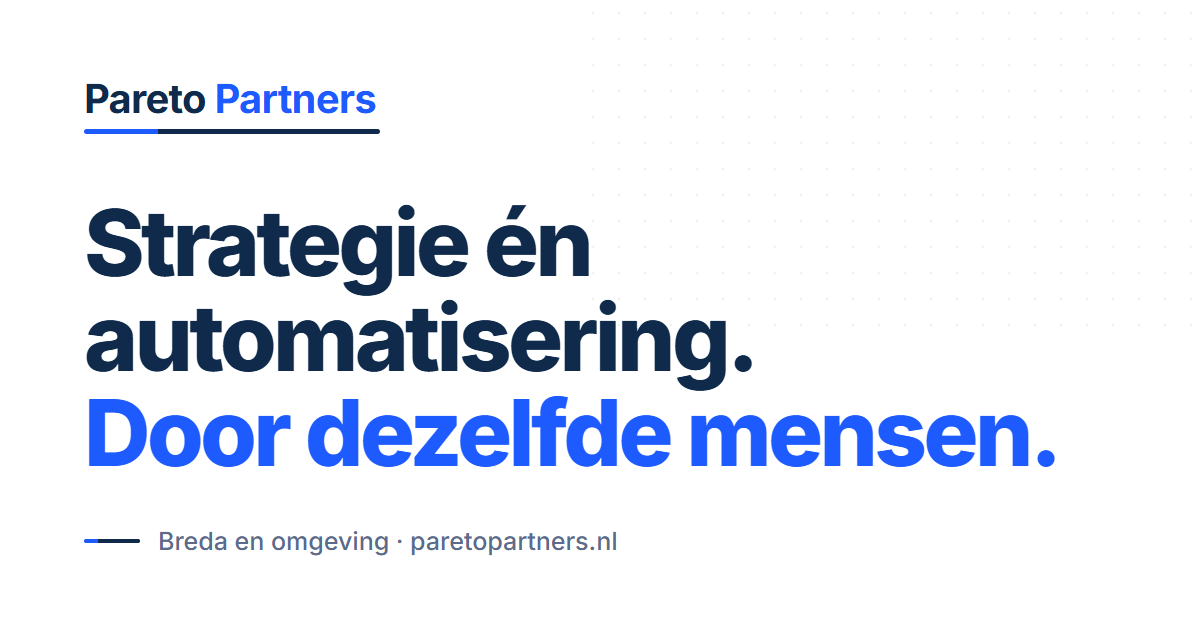 Pareto Partners
Strategie én
automatisering.
Door dezelfde mensen.
Breda en omgeving · paretopartners.nl